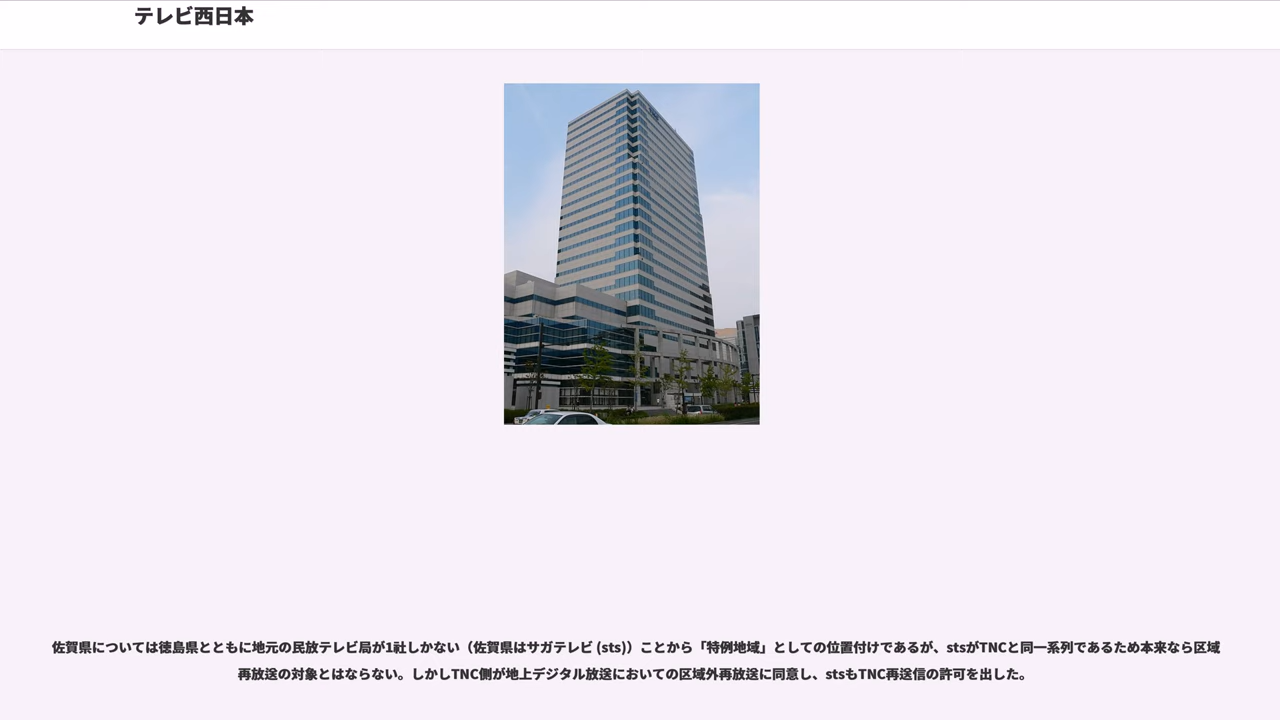 テレビ西日本
佐賀県については徳島県とともに地元の民放テレビ局が1社しかない（佐賀県はサガテレビ (sts)）ことから「特例地域」としての位置付けであるが、stsがTNCと同一系列であるため本来なら区域
再放送の対象とはならない。しかしTNC側が地上デジタル放送においての区域外再放送に同意し、stsもTNC再送信の許可を出した。